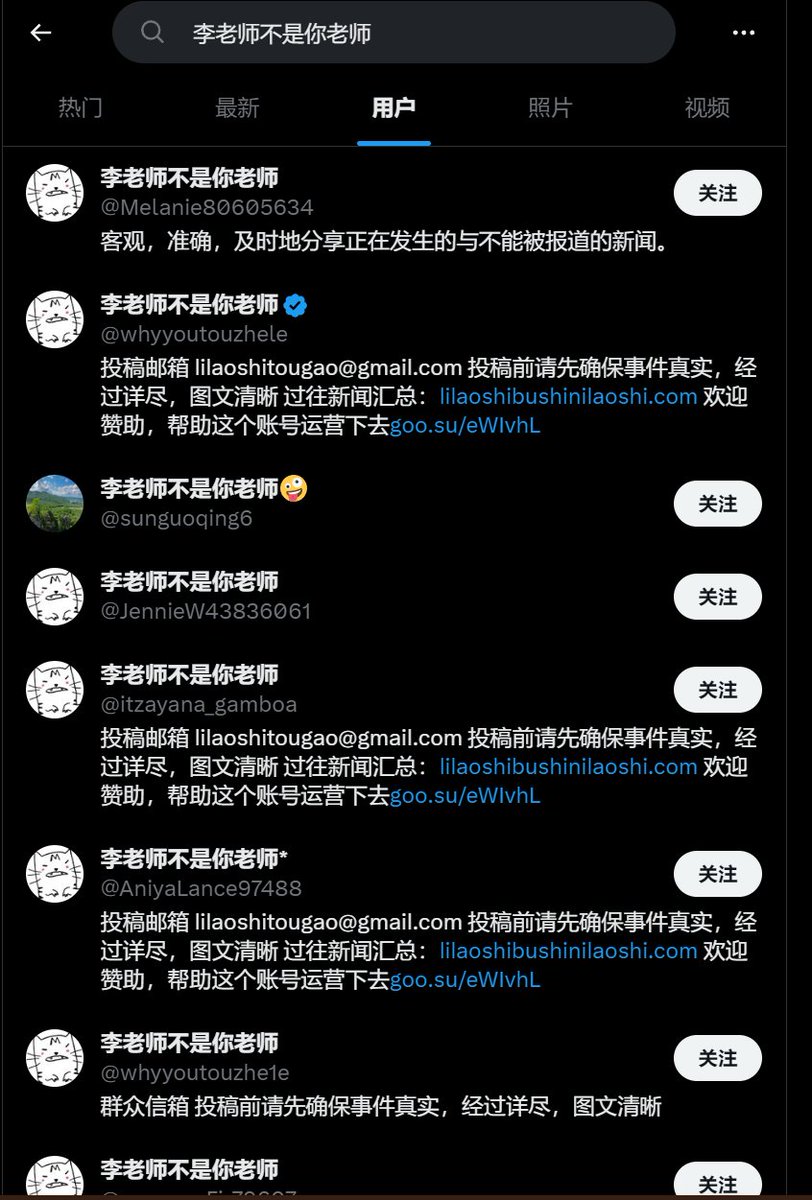 李老师不是你老师
热门
最新
用户
照片
视频
李老师不是你老师
@Melanie80605634
关注
客观，准确，及时地分享正在发生的与不能被报道的新闻。
李老师不是你老师
@whyyoutouzhele
投稿邮箱 lilaoshitougao@gmail.com 投稿前请先确保事件真实，经
过详尽，图文清晰 过往新闻汇总：lilaoshibushinilaoshi.com 欢迎
赞助，帮助这个账号运营下去goo.su/eWIvhL
李老师不是你老师🤪
@sunguoqing6
关注
李老师不是你老师
@JennieW43836061
关注
李老师不是你老师
@itzayana_gamboa
关注
投稿邮箱 lilaoshitougao@gmail.com 投稿前请先确保事件真实，经
过详尽，图文清晰 过往新闻汇总：lilaoshibushinilaoshi.com 欢迎
赞助，帮助这个账号运营下去goo.su/eWIvhL
李老师不是你老师*
@AniyaLance97488
关注
投稿邮箱 lilaoshitougao@gmail.com 投稿前请先确保事件真实，经
过详尽，图文清晰 过往新闻汇总：lilaoshibushinilaoshi.com 欢迎
赞助，帮助这个账号运营下去goo.su/eWIvhL
李老师不是你老师
@whyyoutouzhe1e
关注
群众信箱 投稿前请先确保事件真实，经过详尽，图文清晰
李老师不是你老师
关注